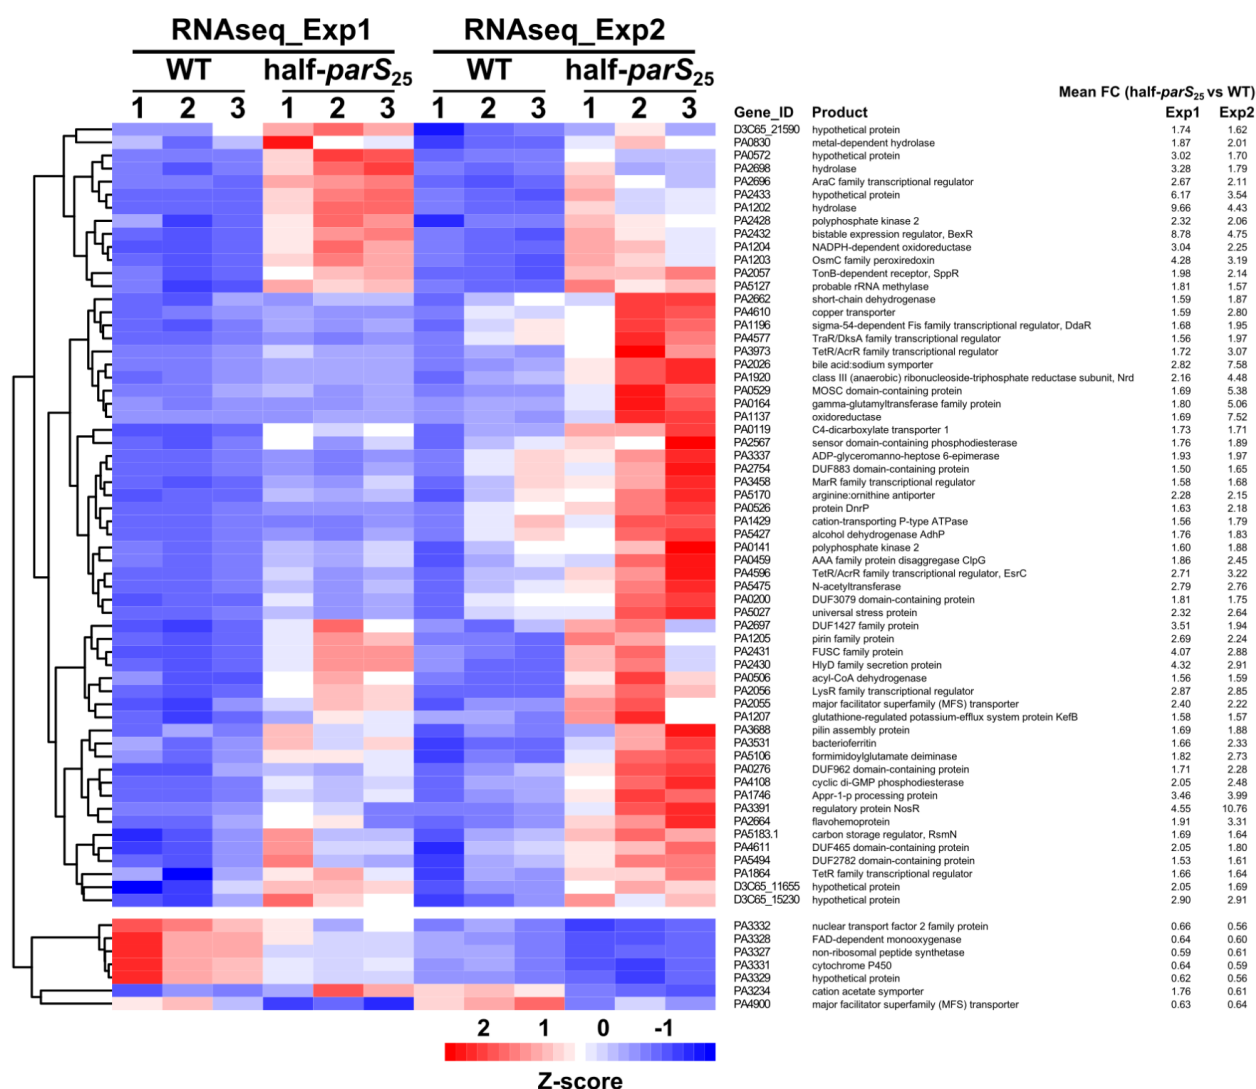 RNAseq_Exp1 RNAseq_Exp2
WT half-parS25 WT half-parS25
1 2 3 1 2 3 1 2 3 1 2 3
Mean FC (half-parS25 vs WT)
Gene_ID Product Exp1 Exp2
D3C65_21590 hypothetical protein 1.74 1.62
PA0830 metal-dependent hydrolase 1.87 2.01
PA0572 hypothetical protein 3.02 1.70
PA2698 hydrolase 3.28 1.79
PA2696 AraC family transcriptional regulator 2.67 2.11
PA2433 hypothetical protein 6.17 3.54
PA1202 hydrolase 9.66 4.43
PA2428 polyphosphate kinase 2 2.32 2.06
PA2432 bistable expression regulator, BexR 8.78 4.75
PA1204 NADPH-dependent oxidoreductase 3.04 2.25
PA1203 OsmC family peroxiredoxin 4.28 3.19
PA2057 TonB-dependent receptor, SppR 1.98 2.14
PA5127 probable rRNA methylase 1.81 1.57
PA2662 short-chain dehydrogenase 1.59 1.87
PA4610 copper transporter 1.59 2.80
PA1196 sigma-54-dependent Fis family transcriptional regulator, DdaR 1.68 1.95
PA4577 TraR/DksA family transcriptional regulator 1.56 1.97
PA3973 TetR/AcrR family transcriptional regulator 1.72 3.07
PA2026 bile acid:sodium symporter 2.82 7.58
PA1920 class III (anaerobic) ribonucleoside-triphosphate reductase subunit, Nrd 2.16 4.48
PA0529 MOSC domain-containing protein 1.69 5.38
PA0164 gamma-glutamyltransferase family protein 1.80 5.06
PA1137 oxidoreductase 1.69 7.52
PA0119 C4-dicarboxylate transporter 1 1.73 1.71
PA2567 sensor domain-containing phosphodiesterase 1.76 1.89
PA3337 ADP-glyceromanno-heptose 6-epimerase 1.93 1.97
PA2754 DUF883 domain-containing protein 1.50 1.65
PA3458 MarR family transcriptional regulator 1.58 1.68
PA5170 arginine:ornithine antiporter 2.28 2.15
PA0526 protein DnrP 1.63 2.18
PA1429 cation-transporting P-type ATPase 1.56 1.79
PA5427 alcohol dehydrogenase AdhP 1.76 1.83
PA0141 polyphosphate kinase 2 1.60 1.88
PA0459 AAA family protein disaggregase ClpG 1.86 2.45
PA4596 TetR/AcrR family transcriptional regulator, EsrC 2.71 3.22
PA5475 N-acetyltransferase 2.79 2.76
PA0200 DUF3079 domain-containing protein 1.81 1.75
PA5027 universal stress protein 2.32 2.64
PA2697 DUF1427 family protein 3.51 1.94
PA1205 pirin family protein 2.69 2.24
PA2431 FUSC family protein 4.07 2.88
PA2430 HlyD family secretion protein 4.32 2.91
PA0506 acyl-CoA dehydrogenase 1.56 1.59
PA2056 LysR family transcriptional regulator 2.87 2.85
PA2055 major facilitator superfamily (MFS) transporter 2.40 2.22
PA1207 glutathione-regulated potassium-efflux system protein KefB 1.58 1.57
PA3688 pilin assembly protein 1.69 1.88
PA3531 bacterioferritin 1.66 2.33
PA5106 formimidoylglutamate deiminase 1.82 2.73
PA0276 DUF962 domain-containing protein 1.71 2.28
PA4108 cyclic di-GMP phosphodiesterase 2.05 2.48
PA1746 Appr-1-p processing protein 3.46 3.99
PA3391 regulatory protein NosR 4.55 10.76
PA2664 flavohemoprotein 1.91 3.31
PA5183.1 carbon storage regulator, RsmN 1.69 1.64
PA4611 DUF465 domain-containing protein 2.05 1.80
PA5494 DUF2782 domain-containing protein 1.53 1.61
PA1864 TetR family transcriptional regulator 1.66 1.64
D3C65_11655 hypothetical protein 2.05 1.69
D3C65_15230 hypothetical protein 2.90 2.91
PA3332 nuclear transport factor 2 family protein 0.66 0.56
PA3328 FAD-dependent monooxygenase 0.64 0.60
PA3327 non-ribosomal peptide synthetase 0.59 0.61
PA3331 cytochrome P450 0.64 0.59
PA3329 hypothetical protein 0.62 0.56
PA3234 cation acetate symporter 1.76 0.61
PA4900 major facilitator superfamily (MFS) transporter 0.63 0.64
2 1 0 -1
Z-score